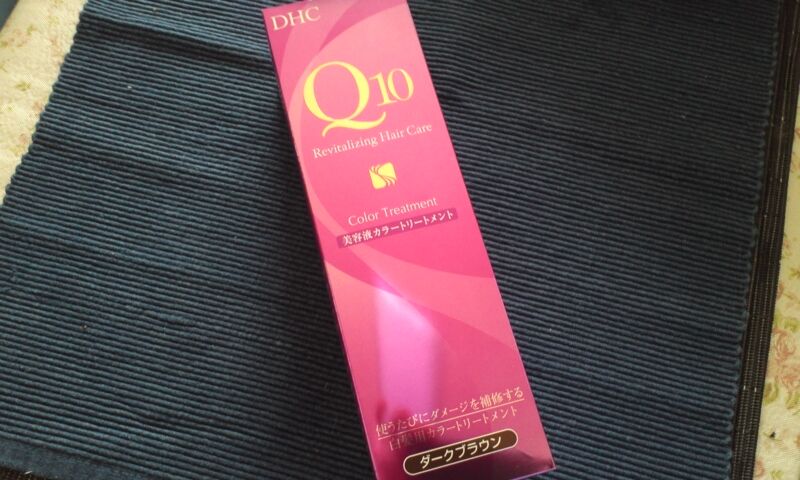 DHC
Q10
Revitalizing Hair Care
Color Treatment
美容液カラートリートメント
使うたびにダメージを補修する
白髪用カラートリートメント
ダークブラウン